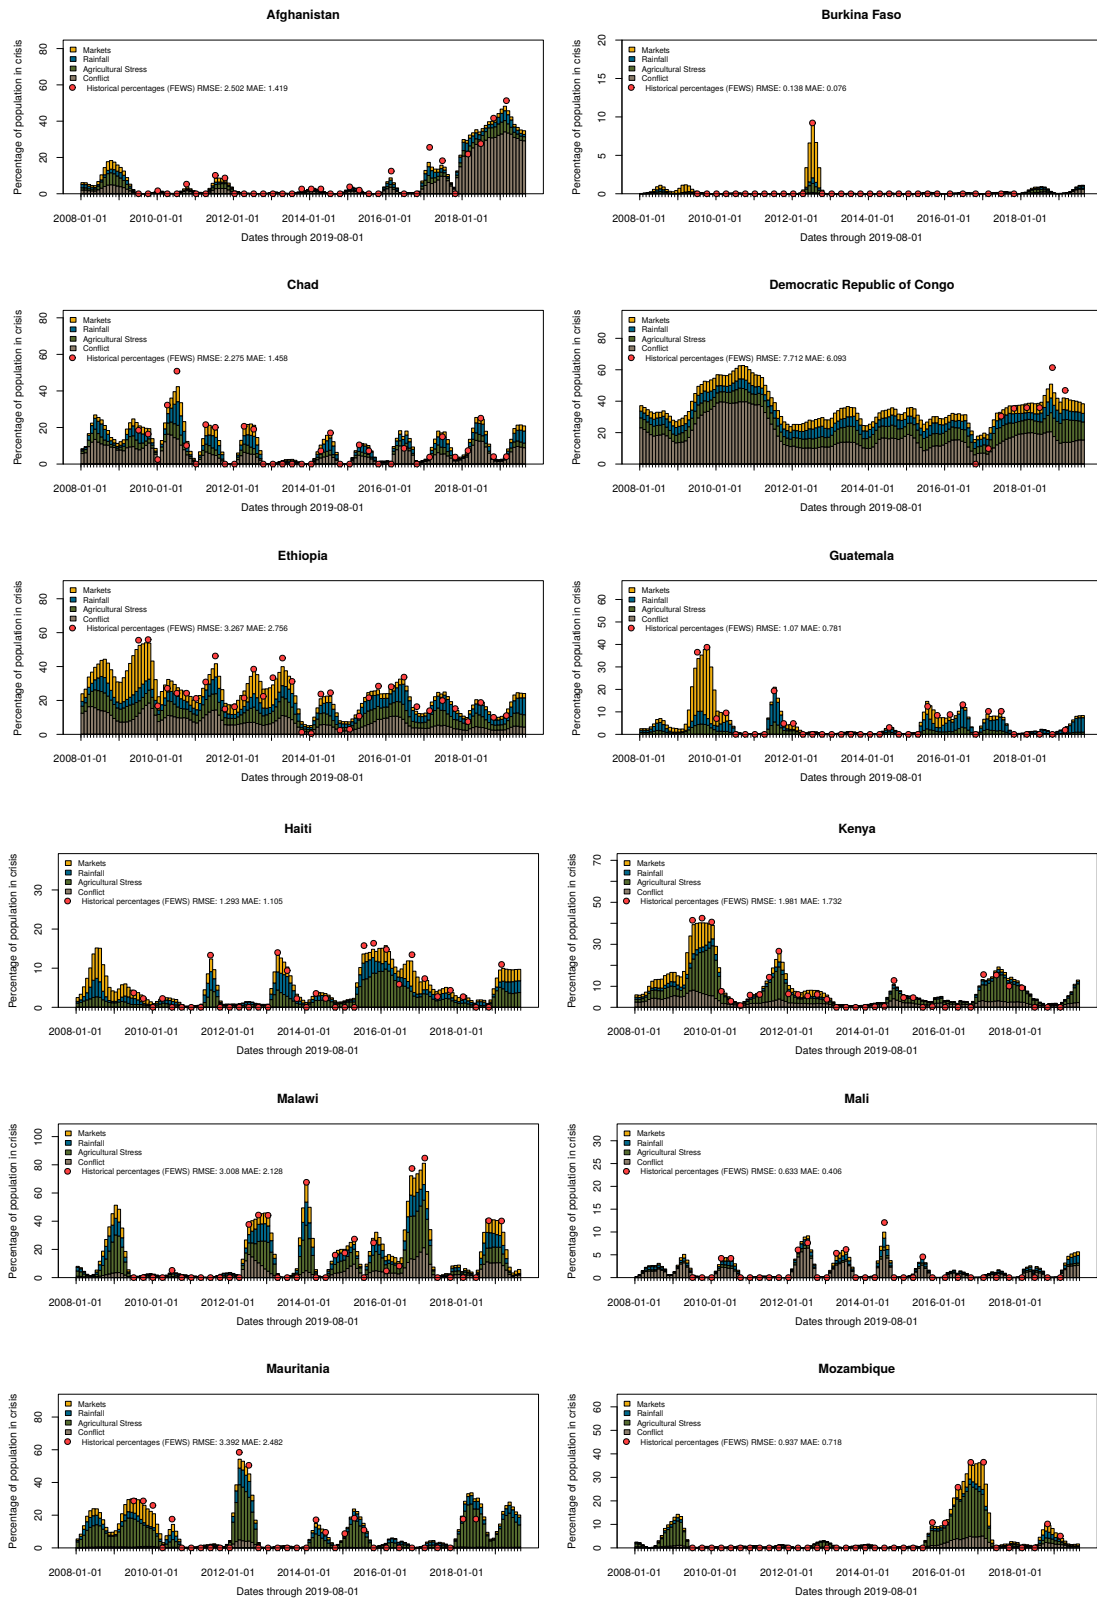 Afghanistan
Percentage of population in crisis
0 20 40 60 80
Markets
Rainfall
Agricultural Stress
Conflict
Historical percentages (FEWS) RMSE: 2.502 MAE: 1.419
2008-01-01 2010-01-01 2012-01-01 2014-01-01 2016-01-01 2018-01-01
Dates through 2019-08-01
Burkina Faso
Percentage of population in crisis
0 5 10 15 20
Markets
Rainfall
Agricultural Stress
Conflict
Historical percentages (FEWS) RMSE: 0.138 MAE: 0.076
2008-01-01 2010-01-01 2012-01-01 2014-01-01 2016-01-01 2018-01-01
Dates through 2019-08-01
Chad
Percentage of population in crisis
0 20 40 60 80
Markets
Rainfall
Agricultural Stress
Conflict
Historical percentages (FEWS) RMSE: 2.275 MAE: 1.458
2008-01-01 2010-01-01 2012-01-01 2014-01-01 2016-01-01 2018-01-01
Dates through 2019-08-01
Democratic Republic of Congo
Percentage of population in crisis
0 20 40 60 80
Markets
Rainfall
Agricultural Stress
Conflict
Historical percentages (FEWS) RMSE: 7.712 MAE: 6.093
2008-01-01 2010-01-01 2012-01-01 2014-01-01 2016-01-01 2018-01-01
Dates through 2019-08-01
Ethiopia
Percentage of population in crisis
0 20 40 60 80
Markets
Rainfall
Agricultural Stress
Conflict
Historical percentages (FEWS) RMSE: 3.267 MAE: 2.756
2008-01-01 2010-01-01 2012-01-01 2014-01-01 2016-01-01 2018-01-01
Dates through 2019-08-01
Guatemala
Percentage of population in crisis
0 10 20 30 40 50 60
Markets
Rainfall
Agricultural Stress
Conflict
Historical percentages (FEWS) RMSE: 1.07 MAE: 0.781
2008-01-01 2010-01-01 2012-01-01 2014-01-01 2016-01-01 2018-01-01
Dates through 2019-08-01
Haiti
Percentage of population in crisis
0 10 20 30
Markets
Rainfall
Agricultural Stress
Conflict
Historical percentages (FEWS) RMSE: 1.293 MAE: 1.105
2008-01-01 2010-01-01 2012-01-01 2014-01-01 2016-01-01 2018-01-01
Dates through 2019-08-01
Kenya
Percentage of population in crisis
0 10 30 50 70
Markets
Rainfall
Agricultural Stress
Conflict
Historical percentages (FEWS) RMSE: 1.981 MAE: 1.732
2008-01-01 2010-01-01 2012-01-01 2014-01-01 2016-01-01 2018-01-01
Dates through 2019-08-01
Malawi
Percentage of population in crisis
0 20 40 60 80 100
Markets
Rainfall
Agricultural Stress
Conflict
Historical percentages (FEWS) RMSE: 3.008 MAE: 2.128
2008-01-01 2010-01-01 2012-01-01 2014-01-01 2016-01-01 2018-01-01
Dates through 2019-08-01
Mali
Percentage of population in crisis
0 5 10 15 20 25 30
Markets
Rainfall
Agricultural Stress
Conflict
Historical percentages (FEWS) RMSE: 0.633 MAE: 0.406
2008-01-01 2010-01-01 2012-01-01 2014-01-01 2016-01-01 2018-01-01
Dates through 2019-08-01
Mauritania
Percentage of population in crisis
0 20 40 60 80
Markets
Rainfall
Agricultural Stress
Conflict
Historical percentages (FEWS) RMSE: 3.392 MAE: 2.482
2008-01-01 2010-01-01 2012-01-01 2014-01-01 2016-01-01 2018-01-01
Dates through 2019-08-01
Mozambique
Percentage of population in crisis
0 10 20 30 40 50 60
Markets
Rainfall
Agricultural Stress
Conflict
Historical percentages (FEWS) RMSE: 0.937 MAE: 0.718
2008-01-01 2010-01-01 2012-01-01 2014-01-01 2016-01-01 2018-01-01
Dates through 2019-08-01